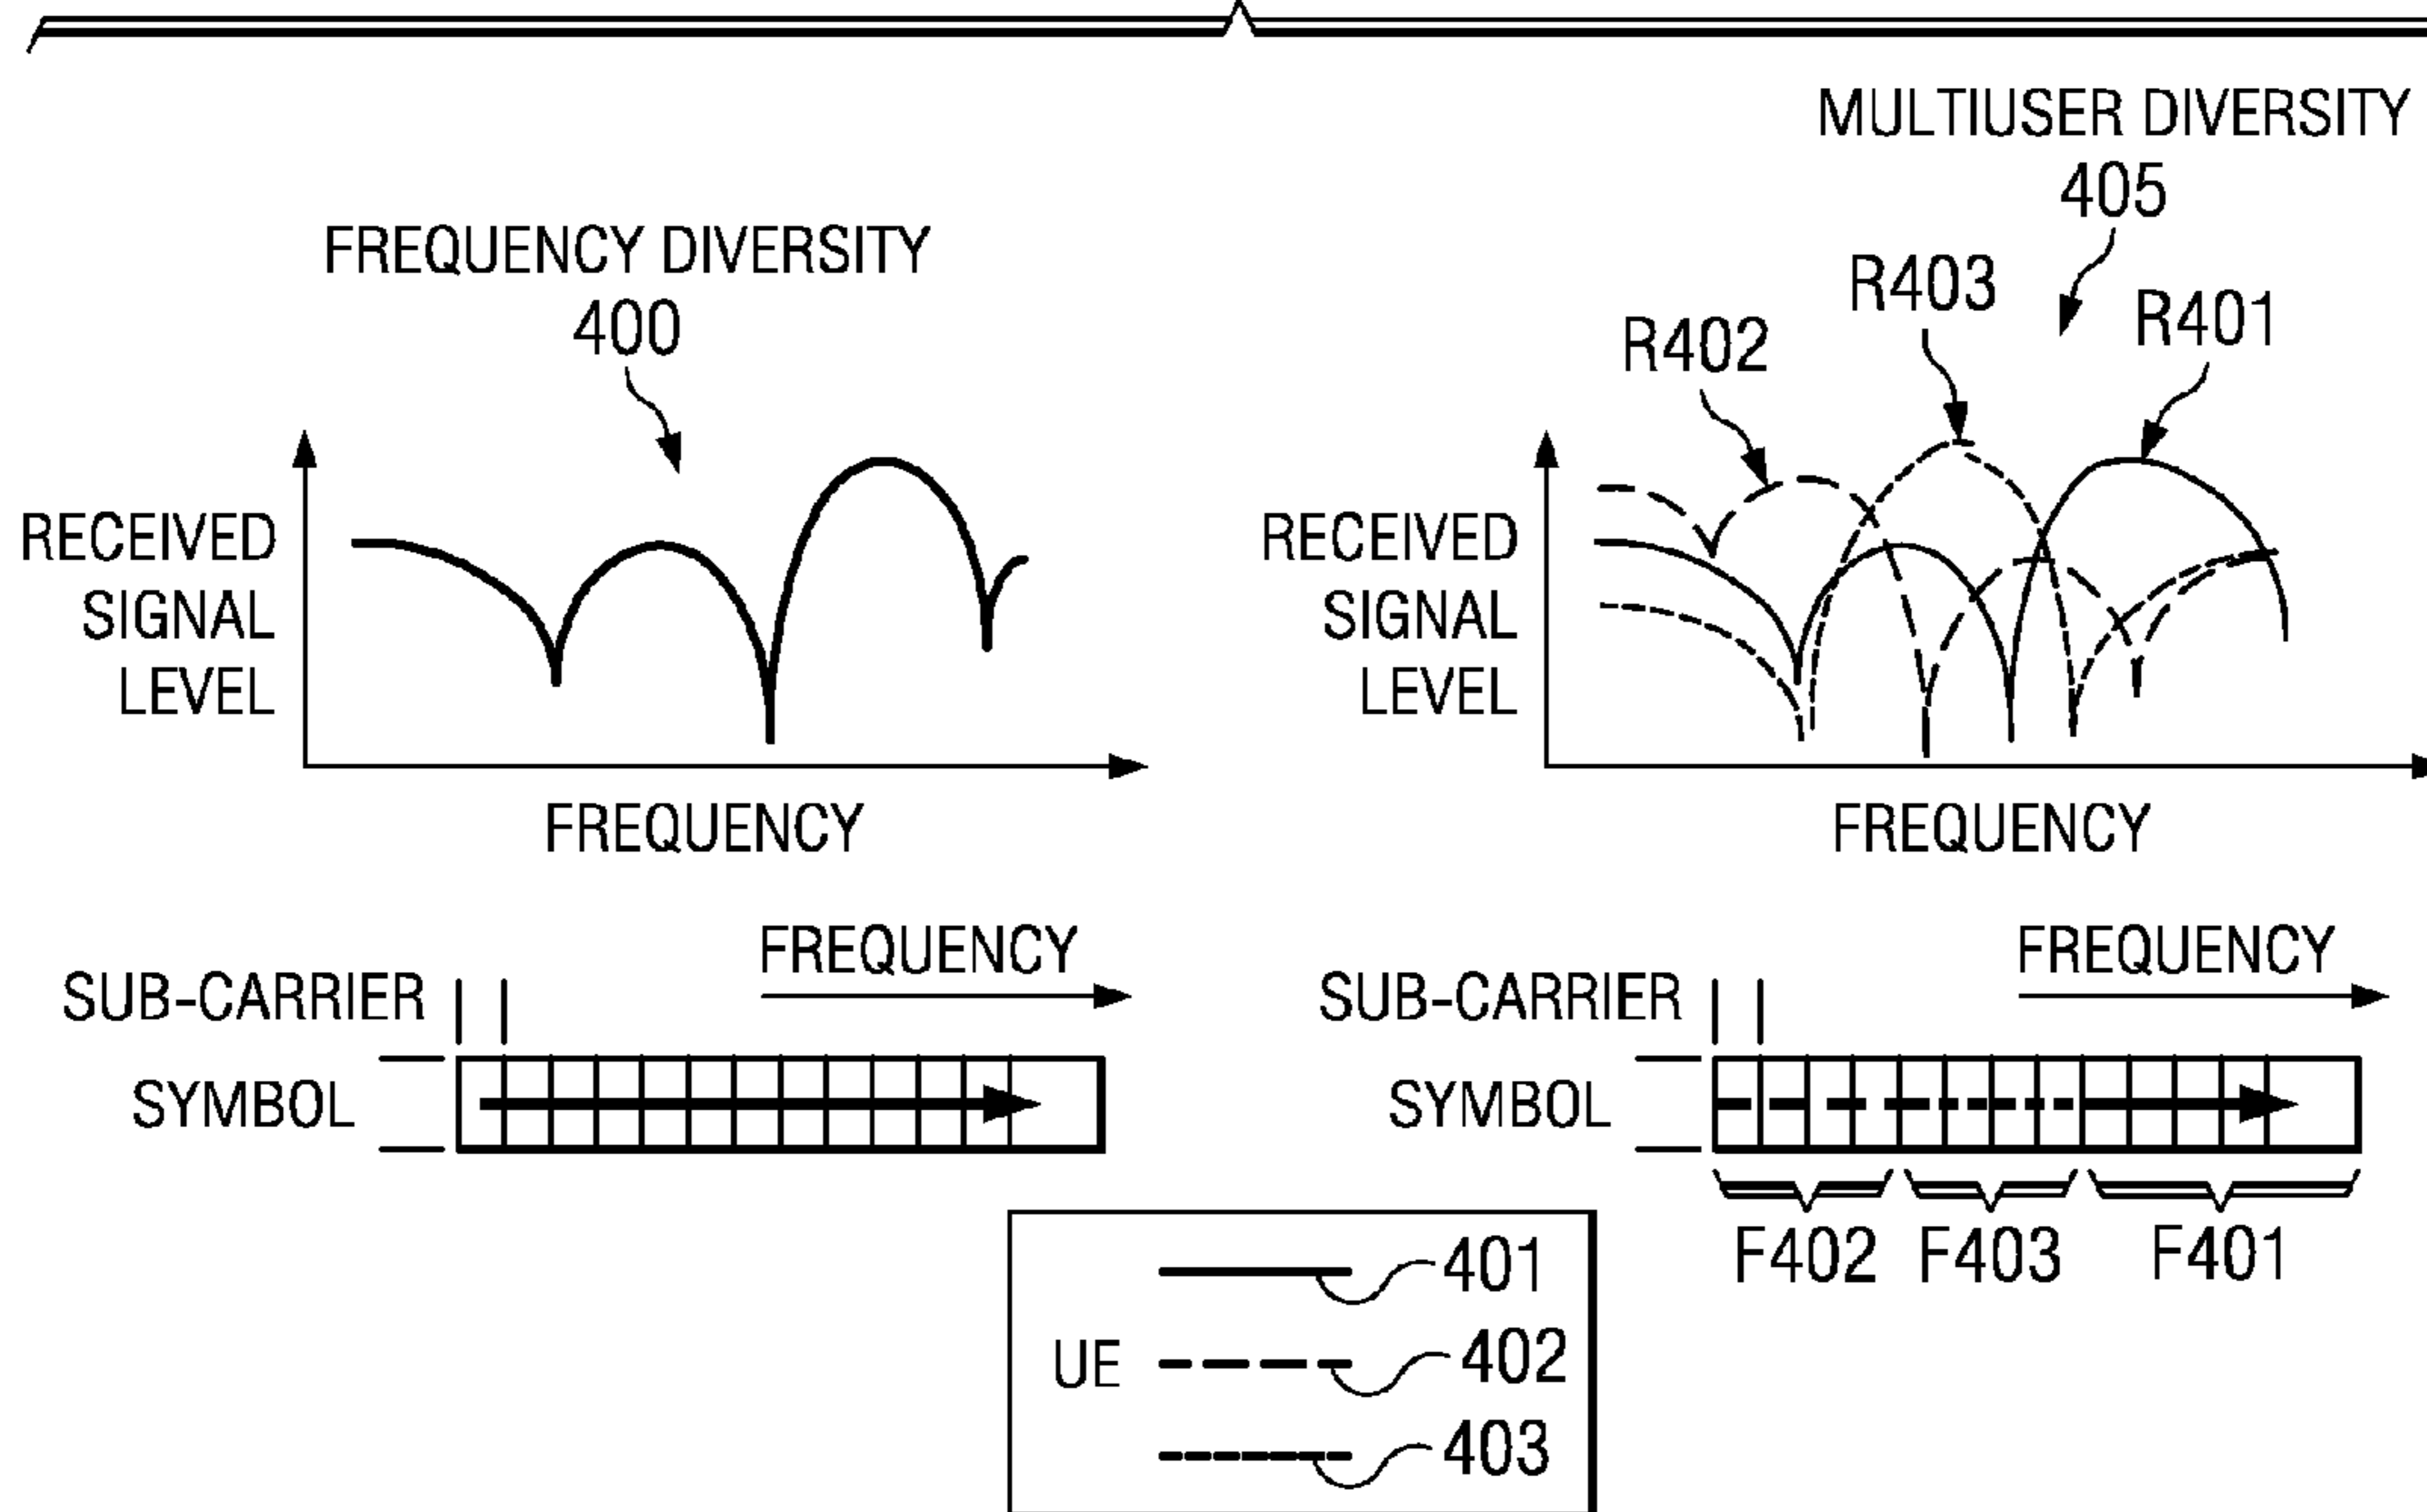 FREQUENCY DIVERSITY
400
RECEIVED
SIGNAL
LEVEL
FREQUENCY
SUB-CARRIER
FREQUENCY
SYMBOL
MULTIUSER DIVERSITY
405
R402
R403
R401
RECEIVED
SIGNAL
LEVEL
FREQUENCY
SUB-CARRIER
FREQUENCY
SYMBOL
F402
F403
F401
UE
401
402
403